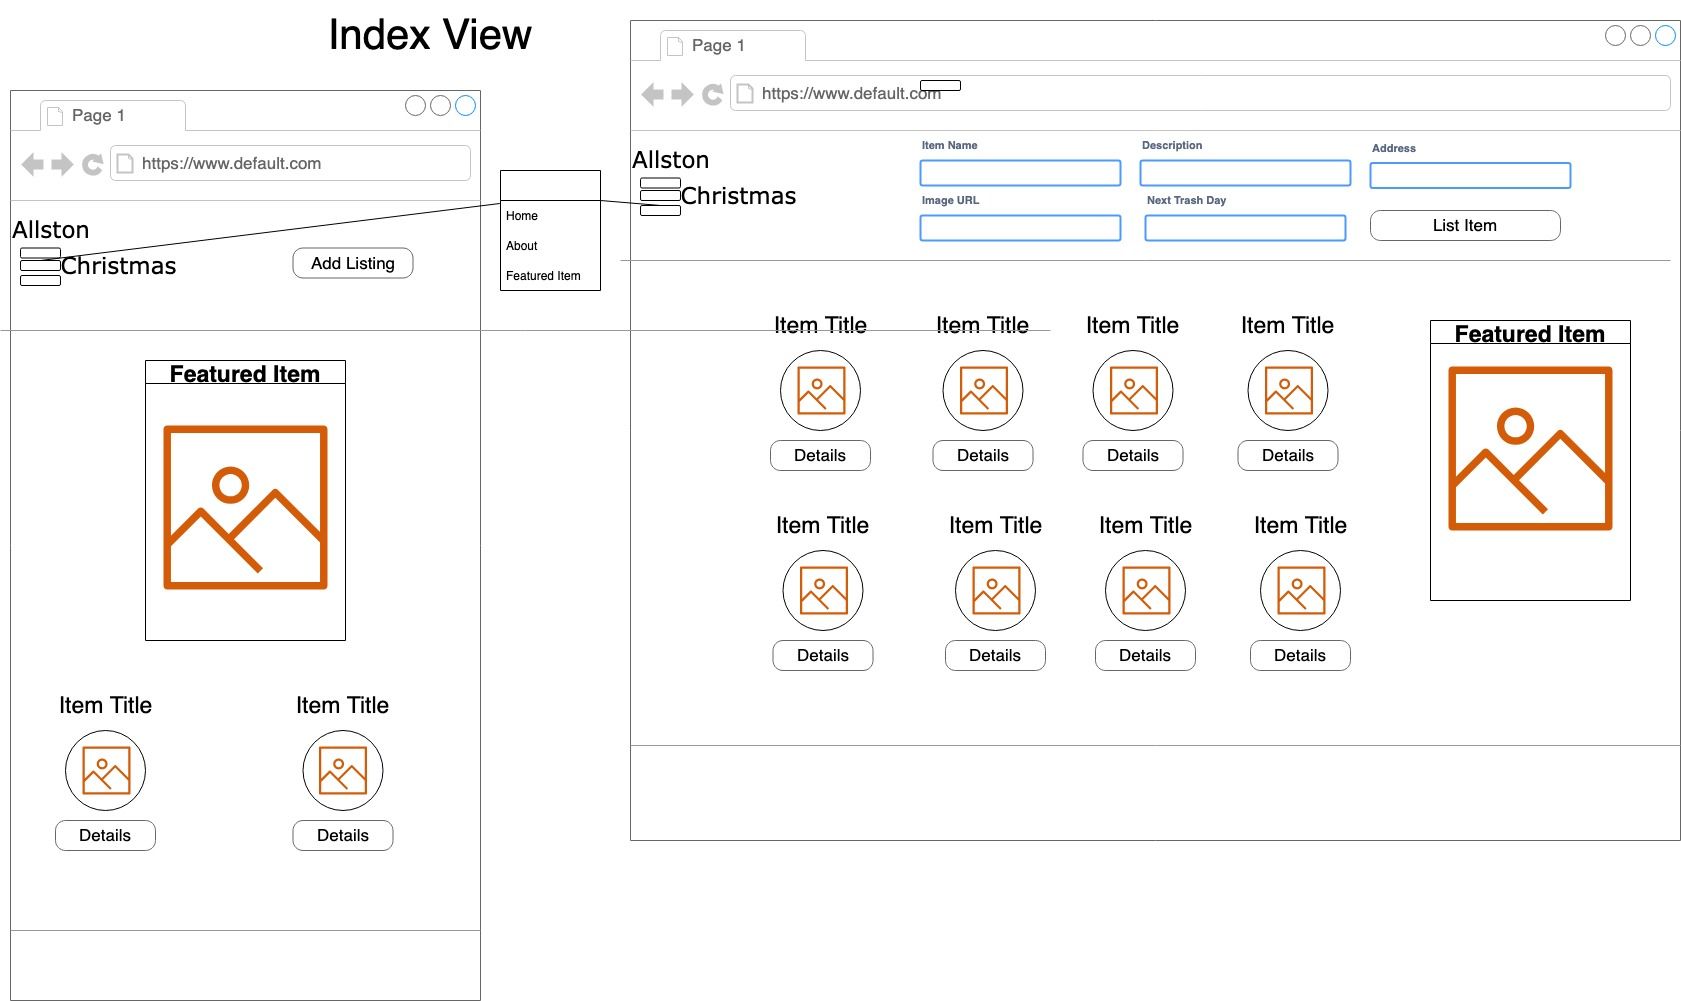 Index View
Page 1
https://www.default.com
Allston
Christmas
Add Listing
Featured Item
Item Title
Item Title
Details
Details
Home
About
Featured Item
Page 1
https://www.default.com
Allston
Christmas
Item Name
Description
Address
Image URL
Next Trash Day
List Item
Item Title
Item Title
Item Title
Item Title
Featured Item
Details
Details
Details
Details
Item Title
Item Title
Item Title
Item Title
Details
Details
Details
Details